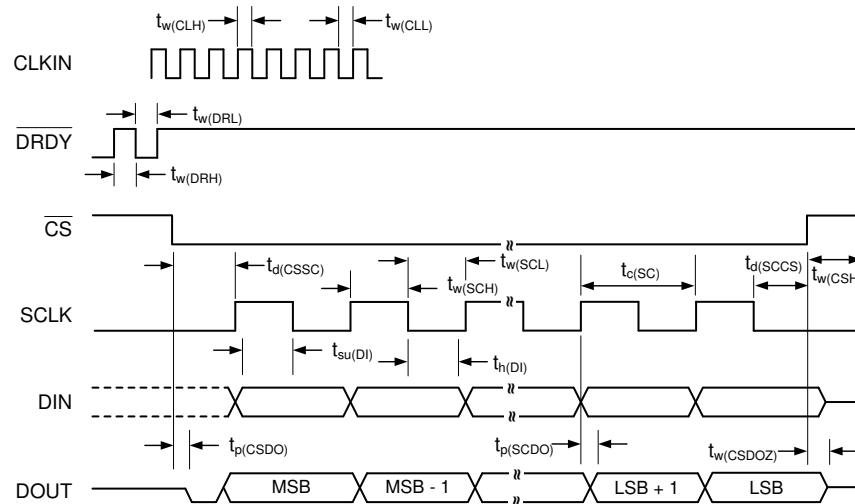 tw(CLH)
tw(CLL)
CLKIN
tw(DRL)
DRDY
tw(DRH)
CS
td(CSSC)
tw(SCL)
tc(SC)
td(SCCS)
tw(SCH)
tw(CSH
SCLK
tsu(DI)
th(DI)
DIN
tp(CSDO)
tp(SCDO)
tw(CSDOZ)
DOUT
MSB
MSB - 1
LSB + 1
LSB